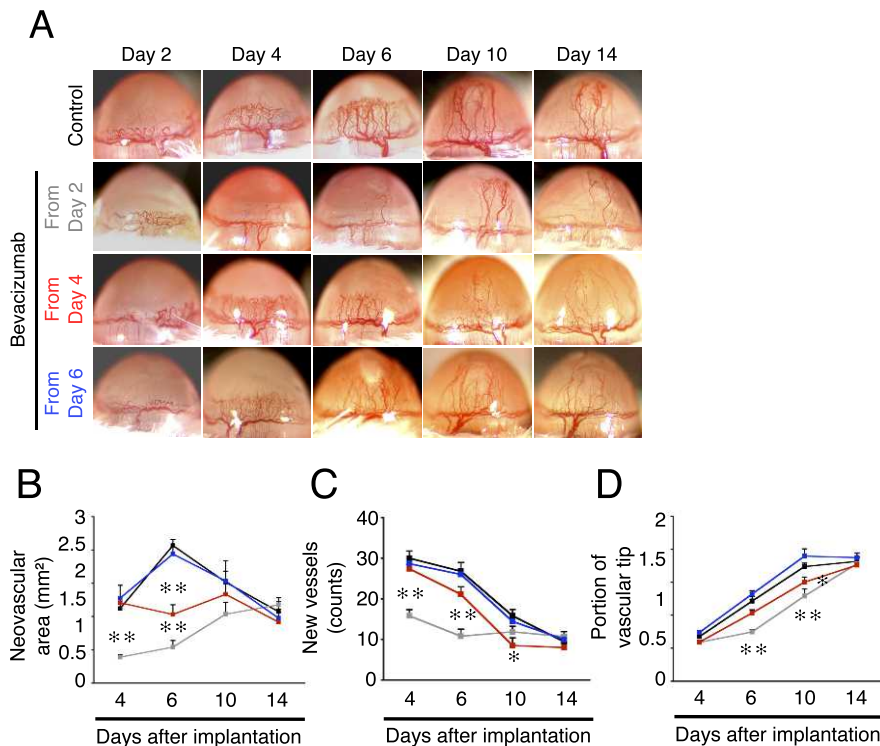 A
Day 2 Day 4 Day 6 Day 10 Day 14
Control
Bevacizumab
From
Day 2
From
Day 4
From
Day 6
B
Neovascular
area (mm²)
3
2.5
2
1.5
1
0.5
0
**
**
**
4 6 10 14
Days after implantation
C
New vessels
(counts)
40
30
20
10
0
**
**
*
4 6 10 14
Days after implantation
D
Portion of
vascular tip
2
1.5
1
0.5
0
**
**
*
4 6 10 14
Days after implantation